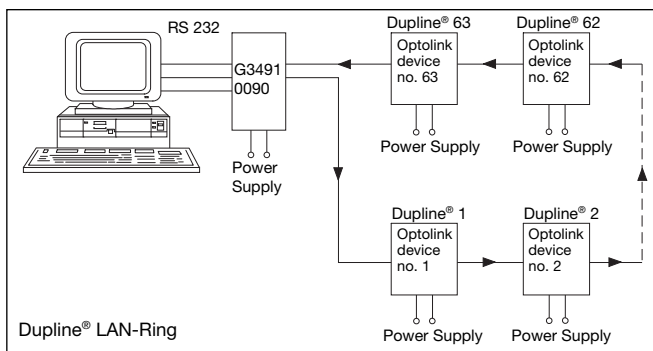 RS 232
G3491
0090
Power
Supply
Dupline® 63
Optolink
device
no. 63
Power Supply
Dupline® 62
Optolink
device
no. 62
Power Supply
Dupline® 1
Optolink
device
no. 1
Power Supply
Dupline® 2
Optolink
device
no. 2
Power Supply
Dupline® LAN-Ring